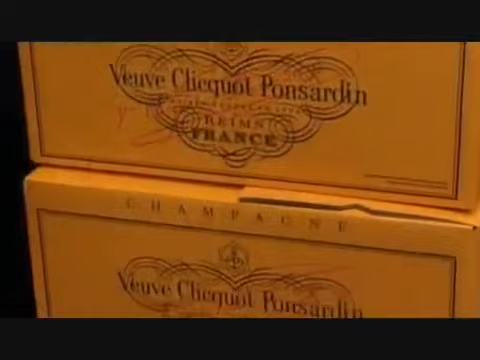 Veuve Clicquot Ponsardin
REIMS
FRANCE
CHAMPAGNE
Veuve Clicquot Ponsardin